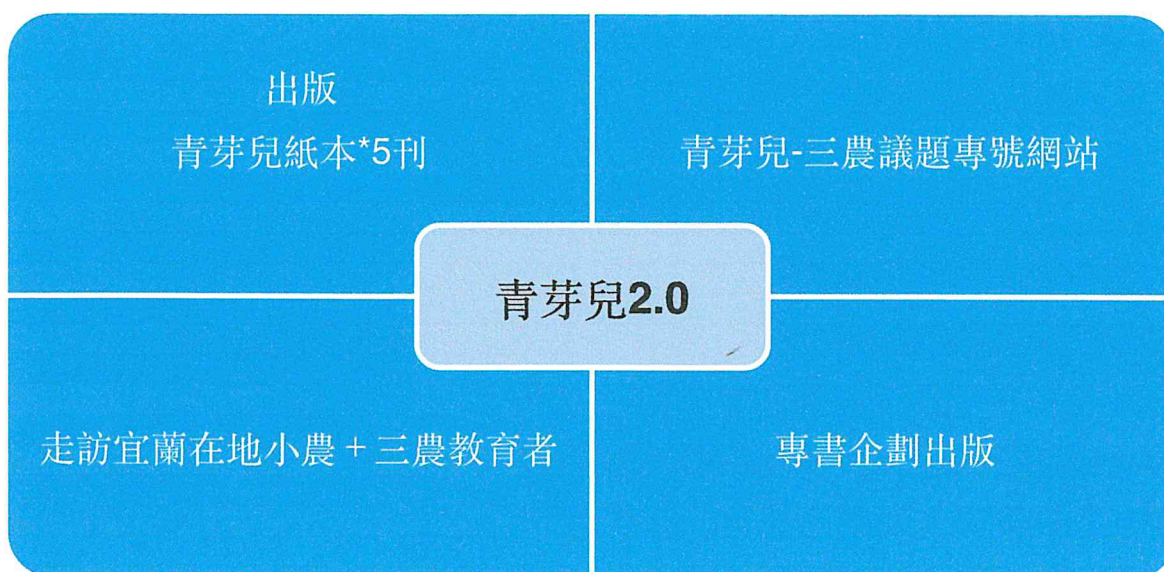 出版
青芽兒紙本*5刊
青芽兒-三農議題專號網站
青芽兒2.0
走訪宜蘭在地小農+三農教育者
專書企劃出版